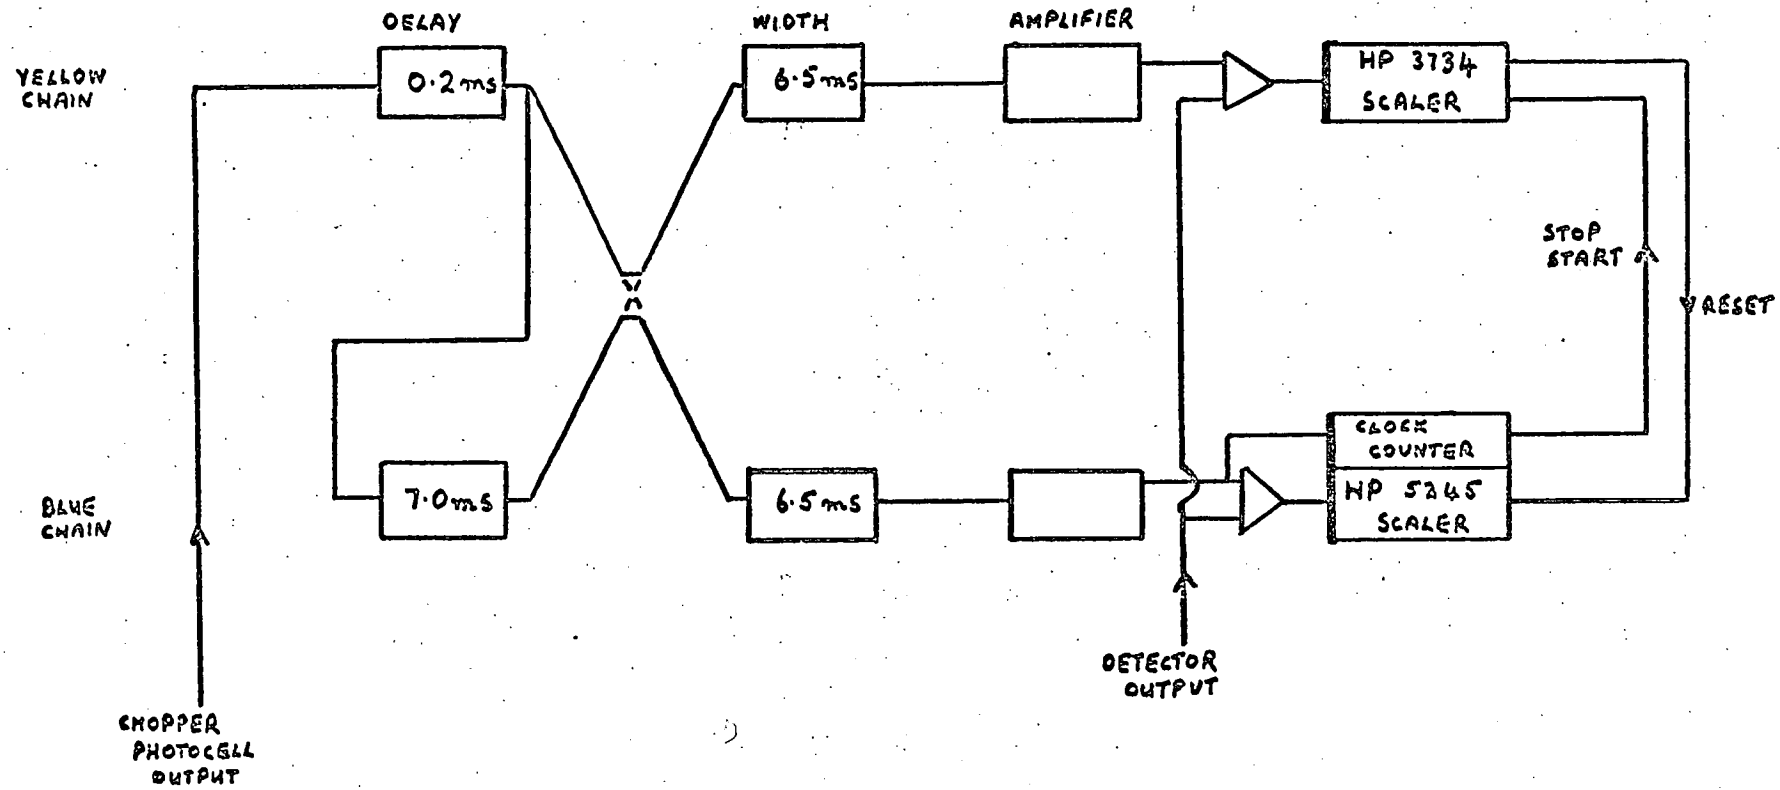 DELAY
WIDTH
AMPLIFIER
YELLOW
CHAIN
0.2ms
6.5ms
HP 3734
SCALER
STOP
START
RESET
BLUE
CHAIN
7.0ms
6.5ms
CLOCK
COUNTER
HP 5245
SCALER
DETECTOR
OUTPUT
CHOPPER
PHOTOCELL
OUTPUT